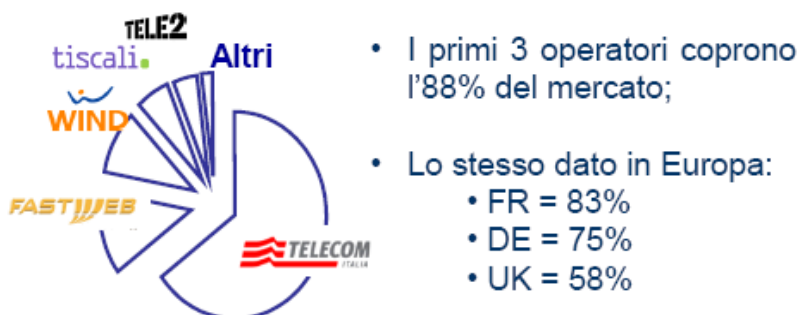 TELE2
tiscali.
Altri
WIND
FASTWEB
TELECOM
ITALIA
• I primi 3 operatori coprono
l'88% del mercato;
• Lo stesso dato in Europa:
• FR = 83%
• DE = 75%
• UK = 58%